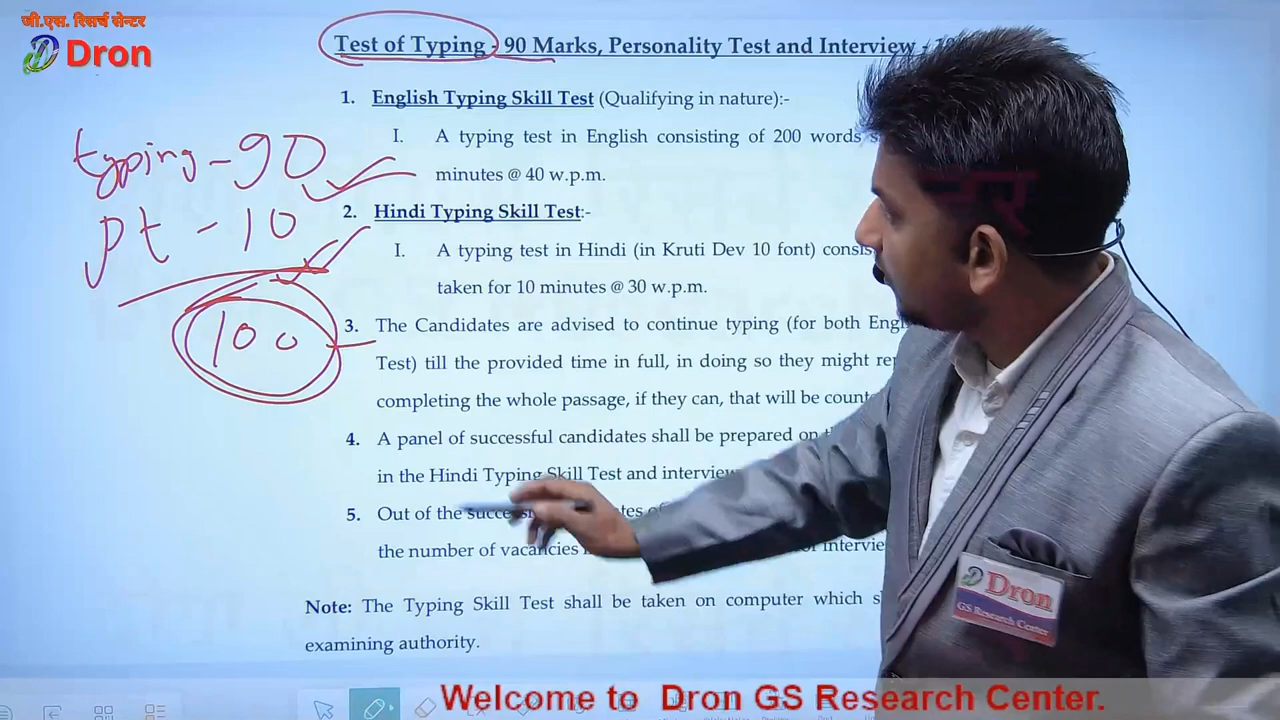 जी.एस. रिसर्च सेन्टर
Dron
Test of Typing - 90 Marks, Personality Test and Interview -
1. English Typing Skill Test (Qualifying in nature):-
I. A typing test in English consisting of 200 words
minutes @ 40 w.p.m.
typing - 90
pt - 10
100
2. Hindi Typing Skill Test:-
I. A typing test in Hindi (in Kruti Dev 10 font)
taken for 10 minutes @ 30 w.p.m.
3. The Candidates are advised to continue typing (for both
Test) till the provided time in full, in doing so they might
completing the whole passage, if they can, that will be
4. A panel of successful candidates shall be prepared
in the Hindi Typing Skill Test and
5. Out of the
the number of vacancies
Note: The Typing Skill Test shall be taken on computer which
examining authority.
Dron
GS Research Center
Welcome to Dron GS Research Center.